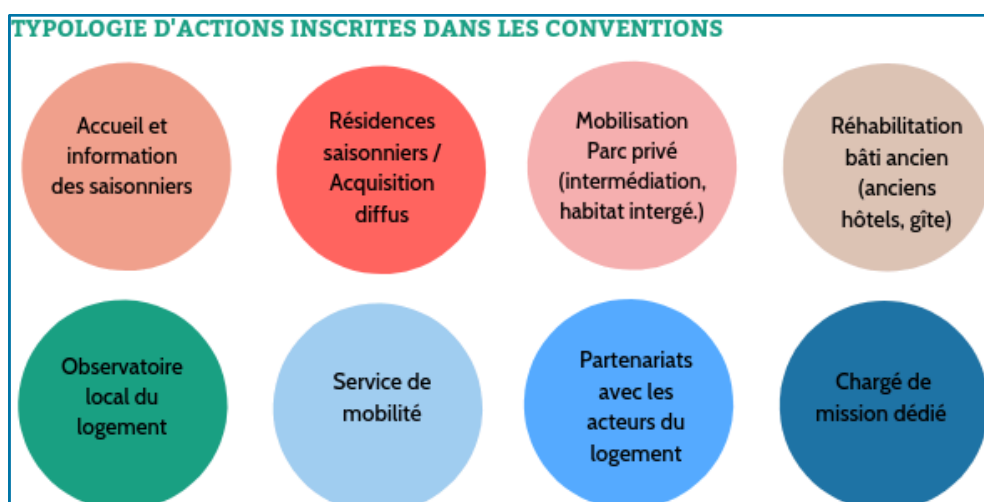 TYPOLOGIE D'ACTIONS INSCRITES DANS LES CONVENTIONS
Accueil et
information
des saisonniers
Résidences
saisonniers /
Acquisition
diffus
Mobilisation
Parc privé
(intermédiation,
habitat intergé.)
Réhabilitation
bâti ancien
(anciens
hôtels, gîte)
Observatoire
local du
logement
Service de
mobilité
Partenariats
avec les
acteurs du
logement
Chargé de
mission dédié